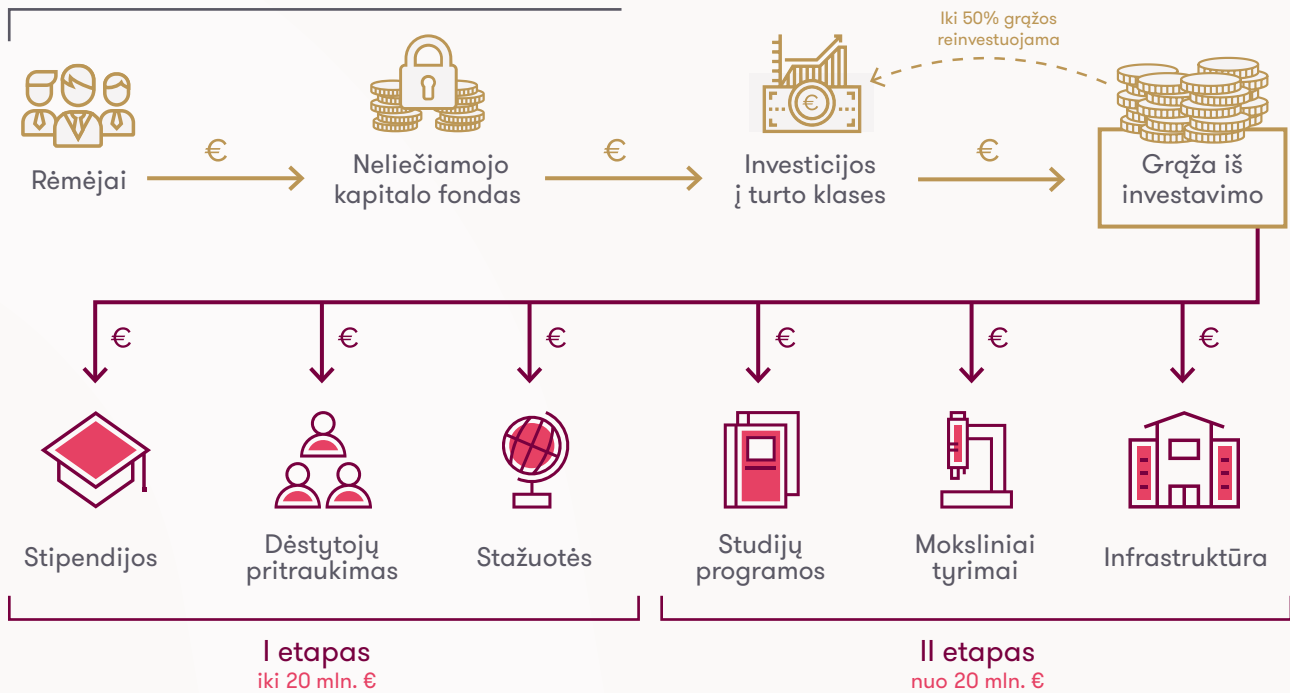 Iki 50% grąžos
reinvestuojama
€
€
€
€
Rėmėjai
Neliečiamojo
kapitalo fondas
Investicijos
į turto klases
Grąža iš
investavimo
€
€
€
€
€
€
Stipendijos
Dėstytojų
pritraukimas
Stažuotės
Studijų
programos
Moksliniai
tyrimai
Infrastruktūra
I etapas
iki 20 mln. €
II etapas
nuo 20 mln. €